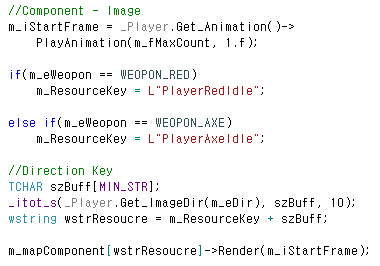 //Component - Image
m_iStartFrame = _Player.Get_Animation()->
PlayAnimation(m_fMaxCount, 1.f);
if(m_eWeopon == WEOPON_RED)
m_ResourceKey = L"PlayerRedIdle";
else if(m_eWeopon == WEOPON_AXE)
m_ResourceKey = L"PlayerAxeIdle";
//Direction Key
TCHAR szBuff[MIN_STR];
_itot_s(_Player.Get_ImageDir(m_eDir), szBuff, 10);
wstring wstrResoucre = m_ResourceKey + szBuff;
m_mapComponent[wstrResoucre]->Render(m_iStartFrame);